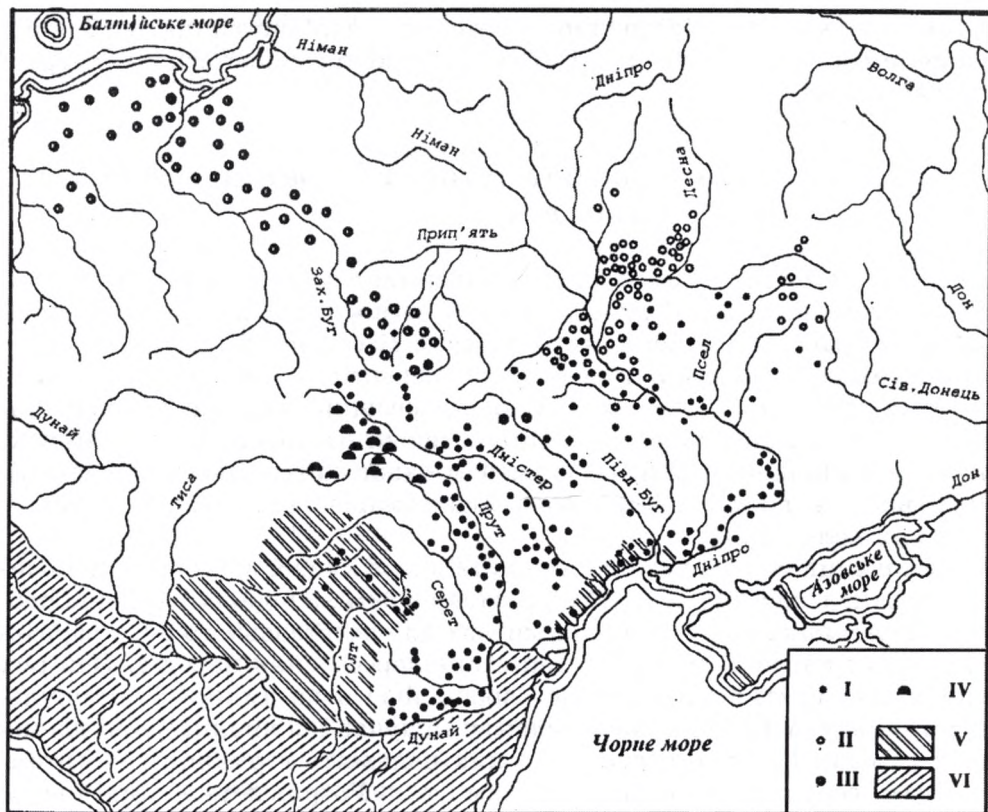 Балтійське море
Німан
Дніпро
Волга
Німан
Десна
Прип'ять
Зах.Буг
Дон
Псел
Сів.Донець
Дунай
Дністер
Півд.Буг
Тиса
Прут
Дон
Дніпро
Азовське
море
Серет
Олт
Дунай
Чорне море
I IV
II V
III VI